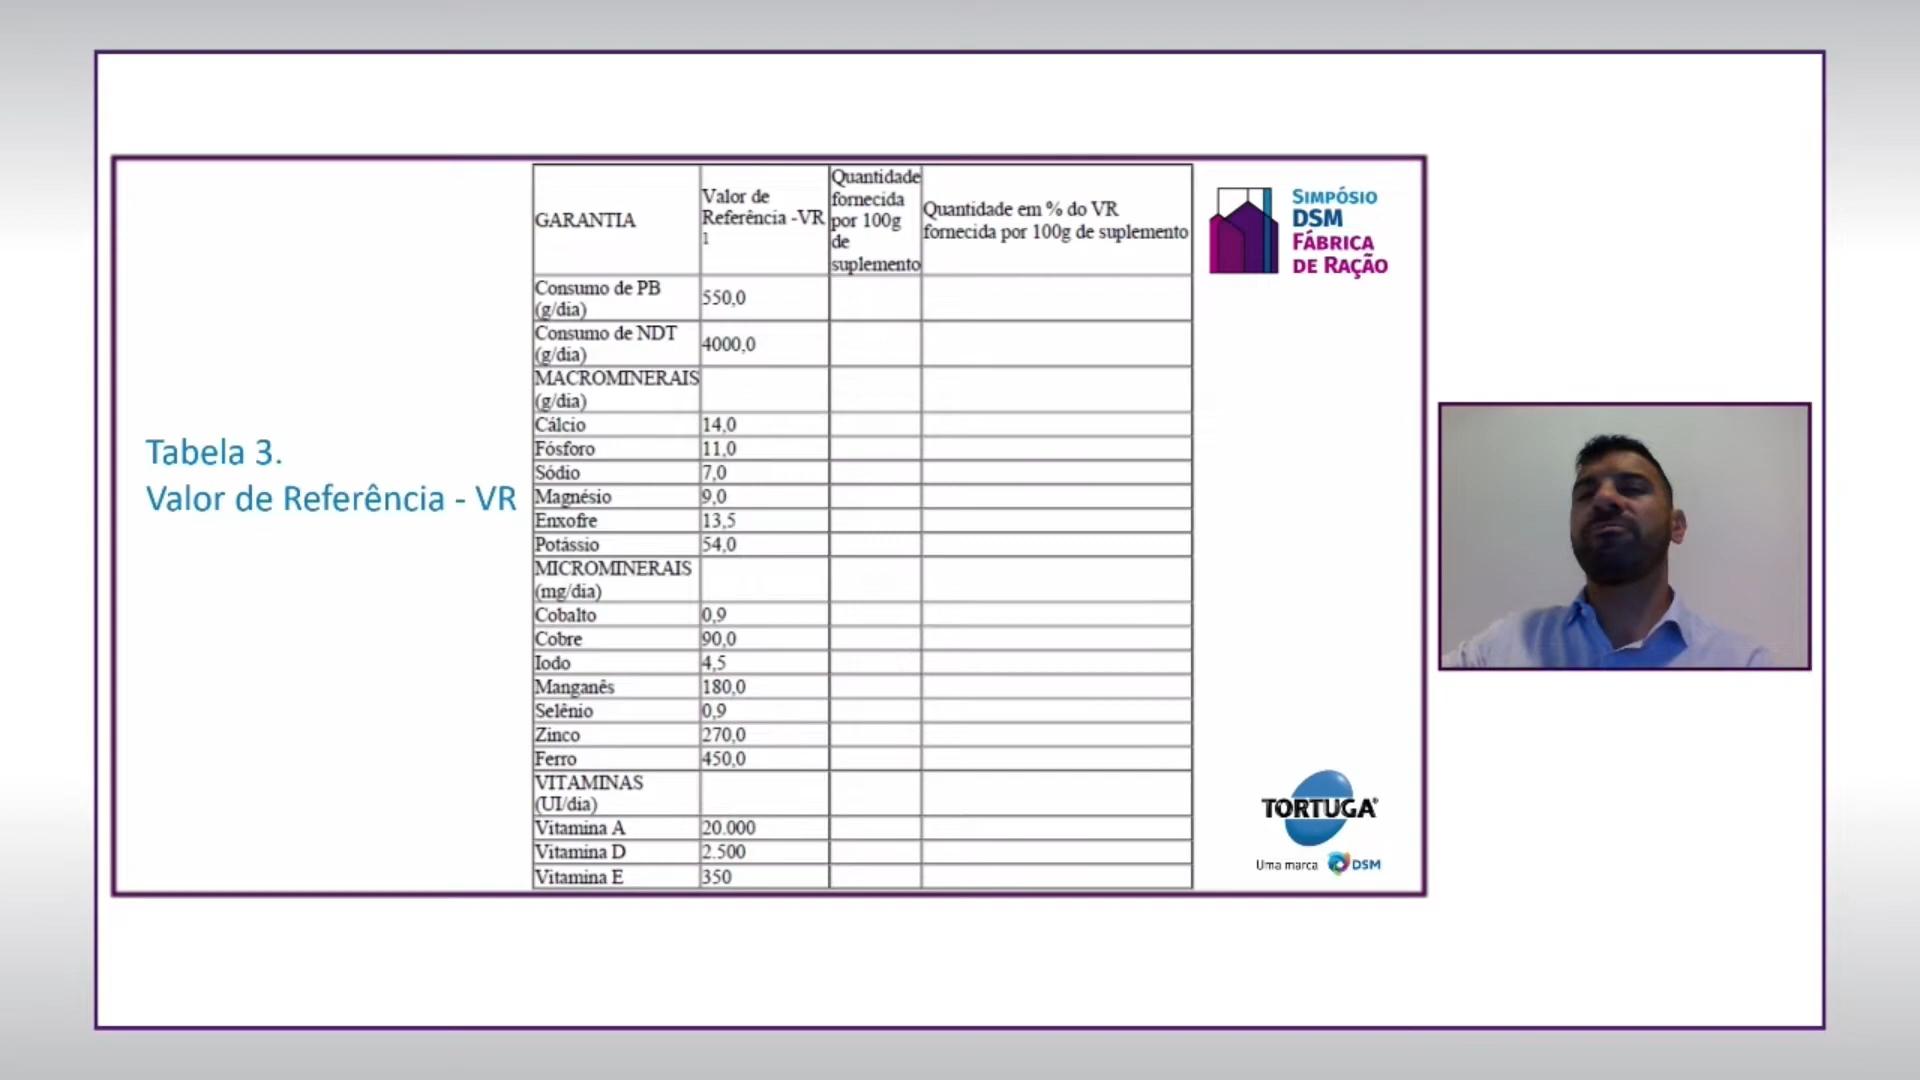 Tabela 3.
Valor de Referência - VR
GARANTIA
Valor de
Referência -VR
1
Quantidade
fornecida
por 100g
de
suplemento
Quantidade em % do VR
fornecida por 100g de suplemento
Consumo de PB
(g/dia)
550,0
Consumo de NDT
(g/dia)
4000,0
MACROMINERAIS
(g/dia)
Cálcio 14,0
Fósforo 11,0
Sódio 7,0
Magnésio 9,0
Enxofre 13,5
Potássio 54,0
MICROMINERAIS
(mg/dia)
Cobalto 0,9
Cobre 90,0
Iodo 4,5
Manganês 180,0
Selênio 0,9
Zinco 270,0
Ferro 450,0
VITAMINAS
(UI/dia)
Vitamina A 20.000
Vitamina D 2.500
Vitamina E 350
SIMPÓSIO
DSM
FÁBRICA
DE RAÇÃO
TORTUGA®
Uma marca DSM